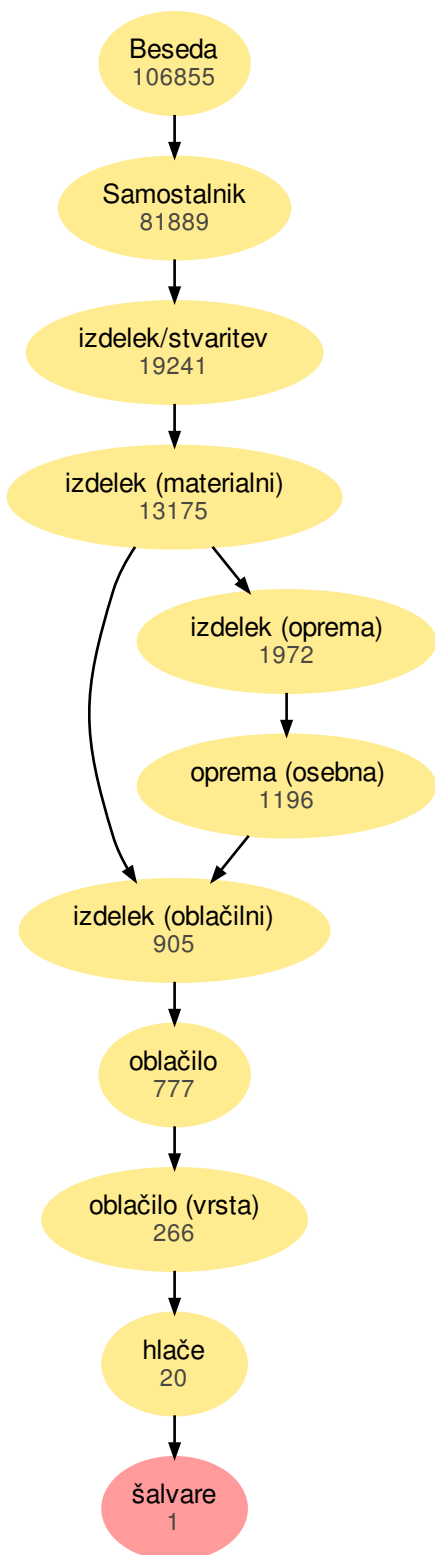 Beseda
106855
Samostalnik
81889
izdelek/stvaritev
19241
izdelek (materialni)
13175
izdelek (oprema)
1972
oprema (osebna)
1196
izdelek (oblačilni)
905
oblačilo
777
oblačilo (vrsta)
266
hlače
20
šalvare
1